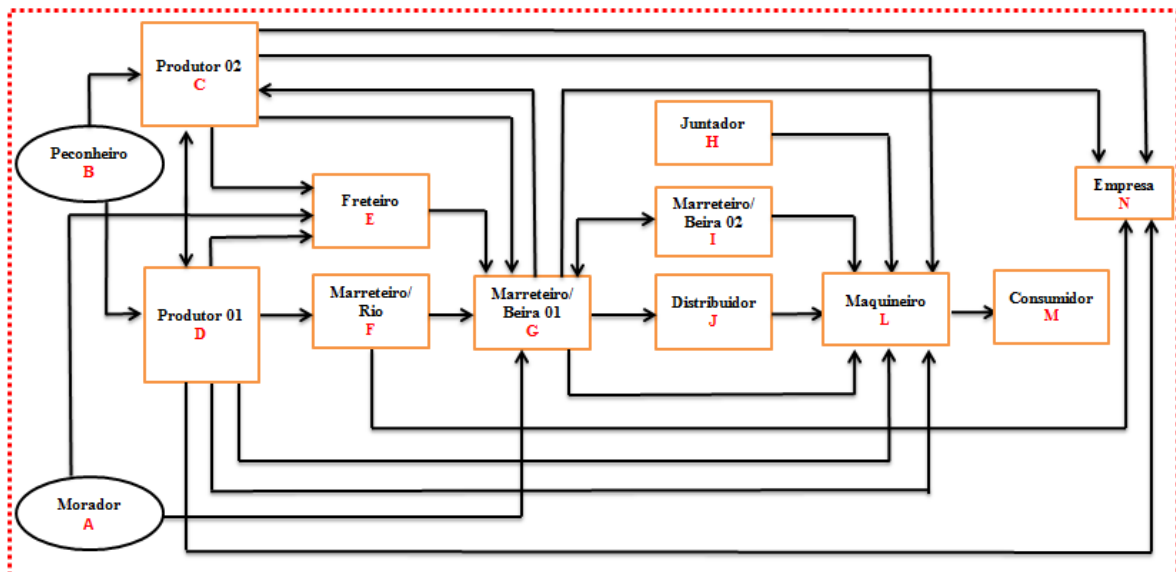 Produtor 02
C
Peconheiro
B
Juntador
H
Freteiro
E
Marreteiro/
Beira 02
I
Empresa
N
Produtor 01
D
Marreteiro/
Rio
F
Marreteiro/
Beira 01
G
Distribuidor
J
Maquineiro
L
Consumidor
M
Morador
A